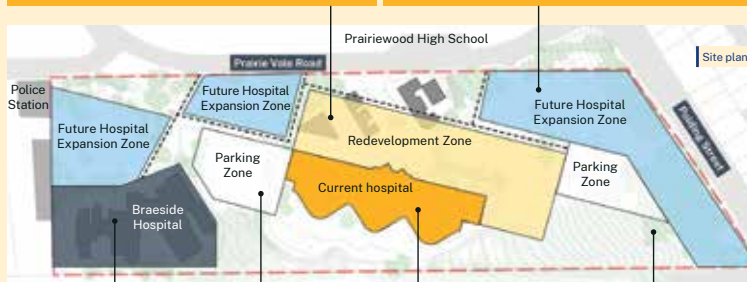 Prairiewood High School
Site plan
Prairie Vale Road
Police
Station
Future Hospital
Expansion Zone
Future Hospital
Expansion Zone
Future Hospital
Expansion Zone
Polding Street
Redevelopment Zone
Parking
Zone
Parking
Zone
Current hospital
Braeside
Hospital